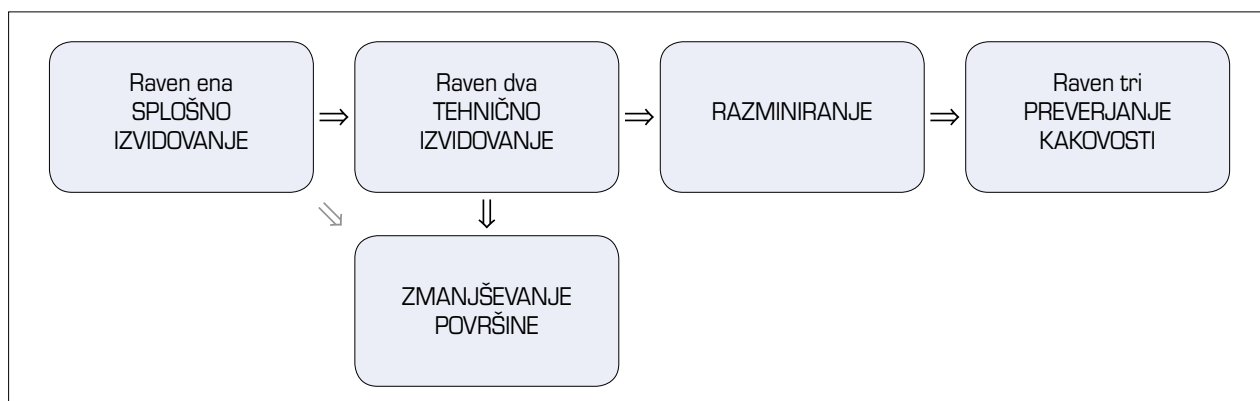 Raven ena
SPLOŠNO
IZVIDOVANJE
Raven dva
TEHNIČNO
IZVIDOVANJE
RAZMINIRANJE
Raven tri
PREVERJANJE
KAKOVOSTI
ZMANJŠEVANJE
POVRŠINE